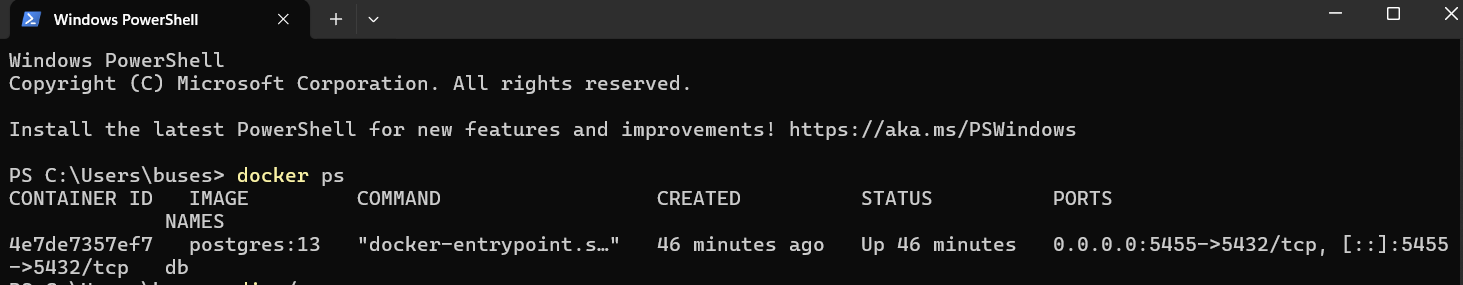 Windows PowerShell
Windows PowerShell
Copyright (C) Microsoft Corporation. All rights reserved.
Install the latest PowerShell for new features and improvements! https://aka.ms/PSWindows
PS C:\Users\buses> docker ps
CONTAINER ID   IMAGE         COMMAND                  CREATED          STATUS          PORTS
             NAMES
4e7de7357ef7   postgres:13   "docker-entrypoint.s…"   46 minutes ago   Up 46 minutes   0.0.0.0:5455->5432/tcp, [::]:5455
->5432/tcp   db